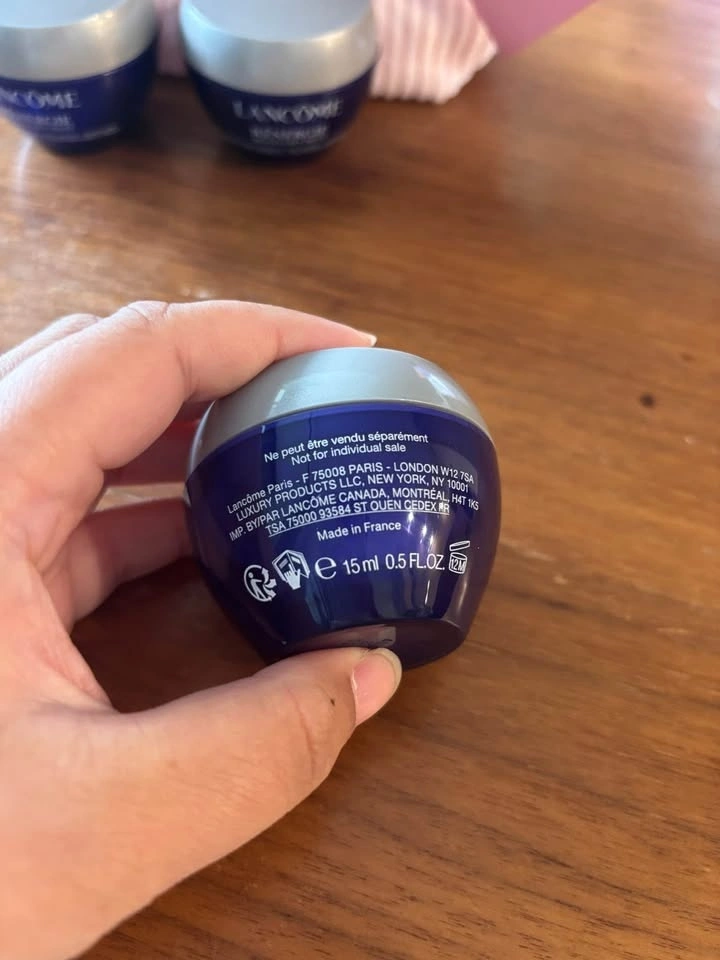 NCÔME
LANCÔME
RÉNERGIE
Ne peut être vendu séparément
Not for individual sale
Lancôme Paris - F 75008 PARIS - LONDON W12 7SA
LUXURY PRODUCTS LLC, NEW YORK, NY 10001
IMP. BY/PAR LANCÔME CANADA, MONTRÉAL, H4T 1K5
TSA 75000 93584 ST OUEN CEDEX FR
Made in France
e 15 ml 0.5 FL.OZ. 12M